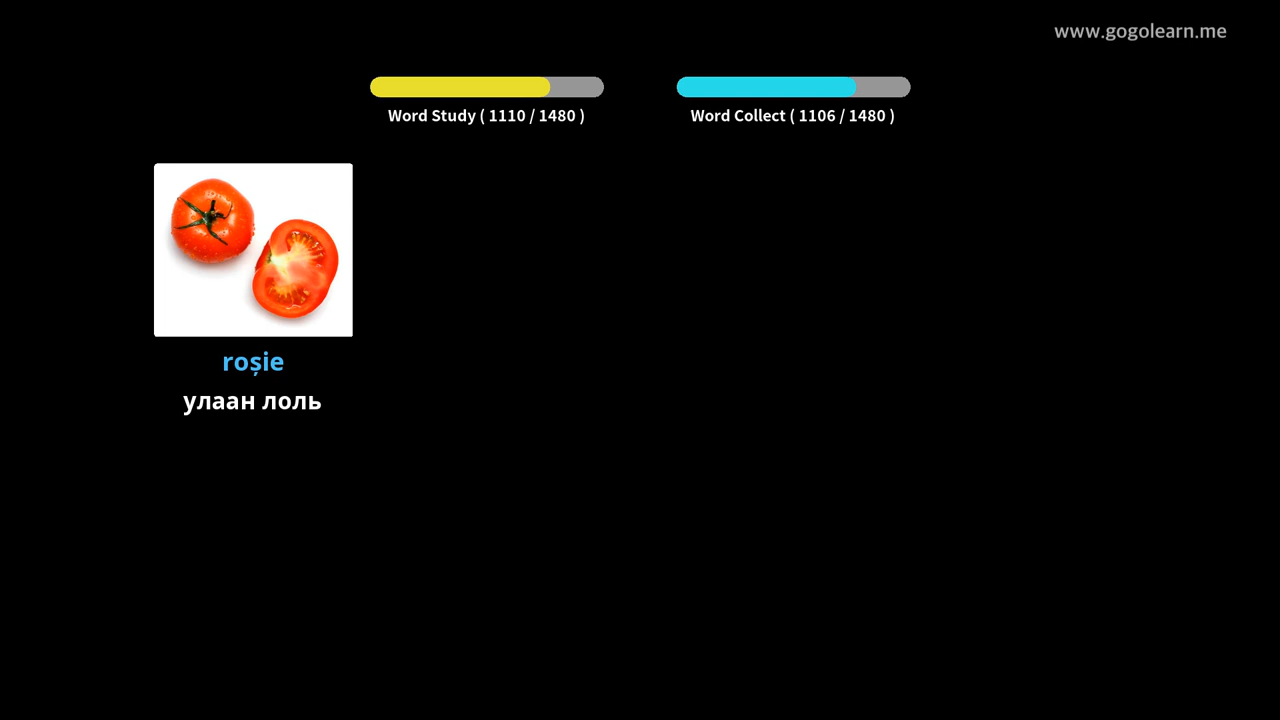 www.gogolearn.me
Word Study ( 1110 / 1480 )
Word Collect ( 1106 / 1480 )
roșie
улаан лоль